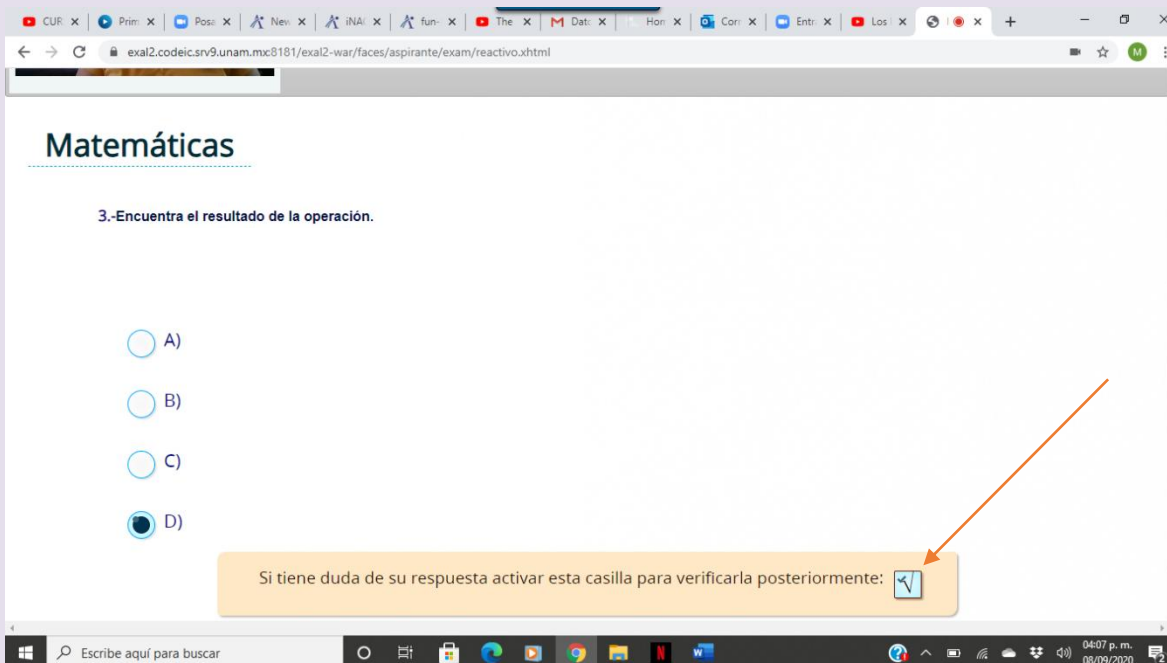 CUR Prim Posa New iNA fun- The Dato Hor Corr Entr Los
exal2.codeic.srv9.unam.mx:8181/exal2-war/faces/aspirante/exam/reactivo.xhtml
M
Matemáticas
3.-Encuentra el resultado de la operación.
A)
B)
C)
D)
Si tiene duda de su respuesta activar esta casilla para verificarla posteriormente:
Escribe aquí para buscar
04:07 p. m.
08/09/2020